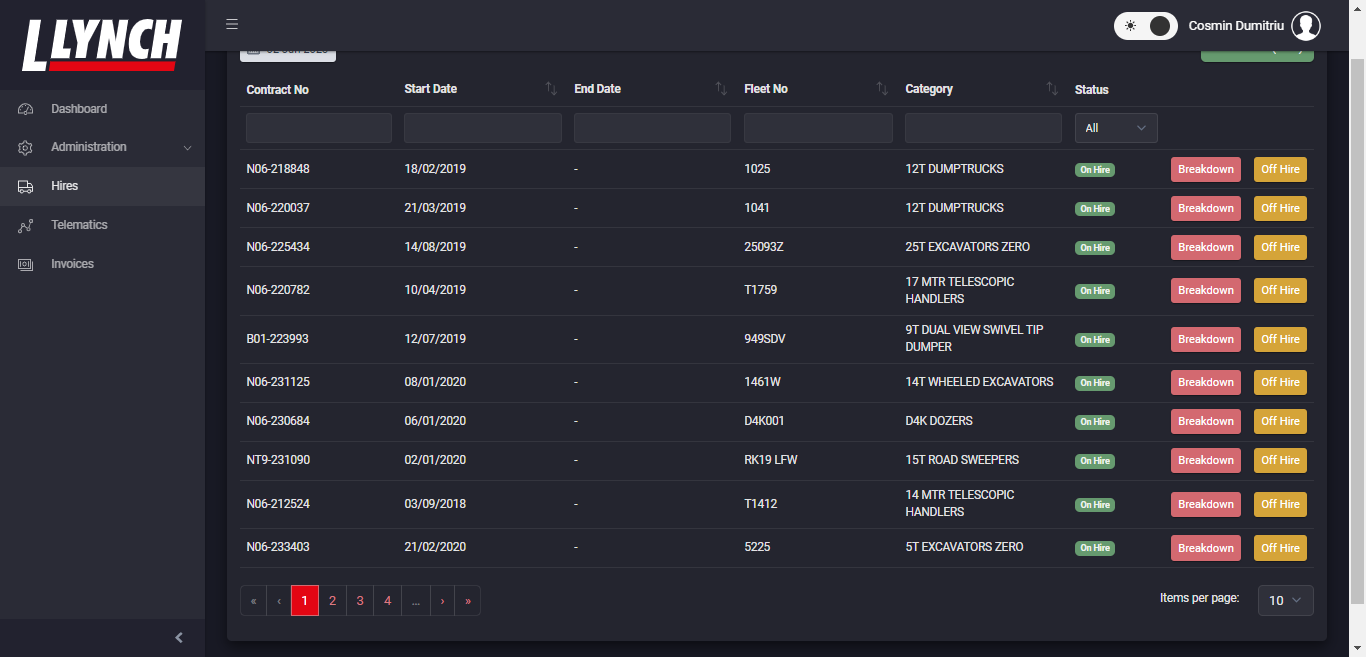 LLYNCH
Cosmin Dumitriu
Dashboard
Administration
Hires
Telematics
Invoices
Contract No Start Date End Date Fleet No Category Status
All
N06-218848 18/02/2019 - 1025 12T DUMPTRUCKS On Hire Breakdown Off Hire
N06-220037 21/03/2019 - 1041 12T DUMPTRUCKS On Hire Breakdown Off Hire
N06-225434 14/08/2019 - 25093Z 25T EXCAVATORS ZERO On Hire Breakdown Off Hire
N06-220782 10/04/2019 - T1759 17 MTR TELESCOPIC
HANDLERS On Hire Breakdown Off Hire
B01-223993 12/07/2019 - 949SDV 9T DUAL VIEW SWIVEL TIP
DUMPER On Hire Breakdown Off Hire
N06-231125 08/01/2020 - 1461W 14T WHEELED EXCAVATORS On Hire Breakdown Off Hire
N06-230684 06/01/2020 - D4K001 D4K DOZERS On Hire Breakdown Off Hire
NT9-231090 02/01/2020 - RK19 LFW 15T ROAD SWEEPERS On Hire Breakdown Off Hire
N06-212524 03/09/2018 - T1412 14 MTR TELESCOPIC
HANDLERS On Hire Breakdown Off Hire
N06-233403 21/02/2020 - 5225 5T EXCAVATORS ZERO On Hire Breakdown Off Hire
« ‹ 1 2 3 4 ... › »
Items per page: 10